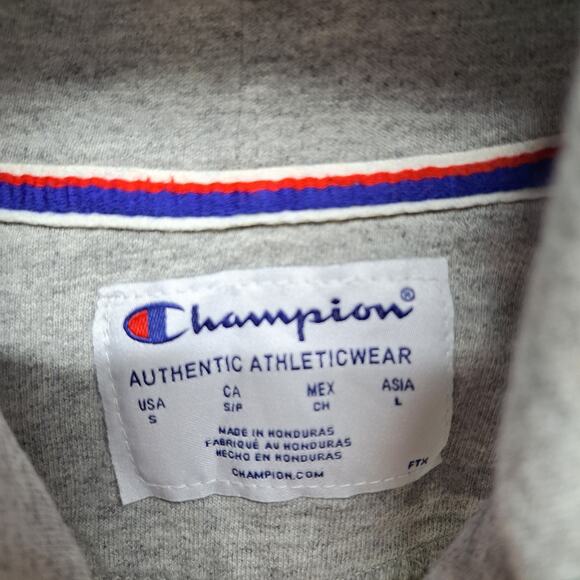 Champion®
AUTHENTIC ATHLETICWEAR
USA CA MEX ASIA
S S/P CH L
MADE IN HONDURAS
FABRIQUÉ AU HONDURAS
HECHO EN HONDURAS
CHAMPION.COM
FTX